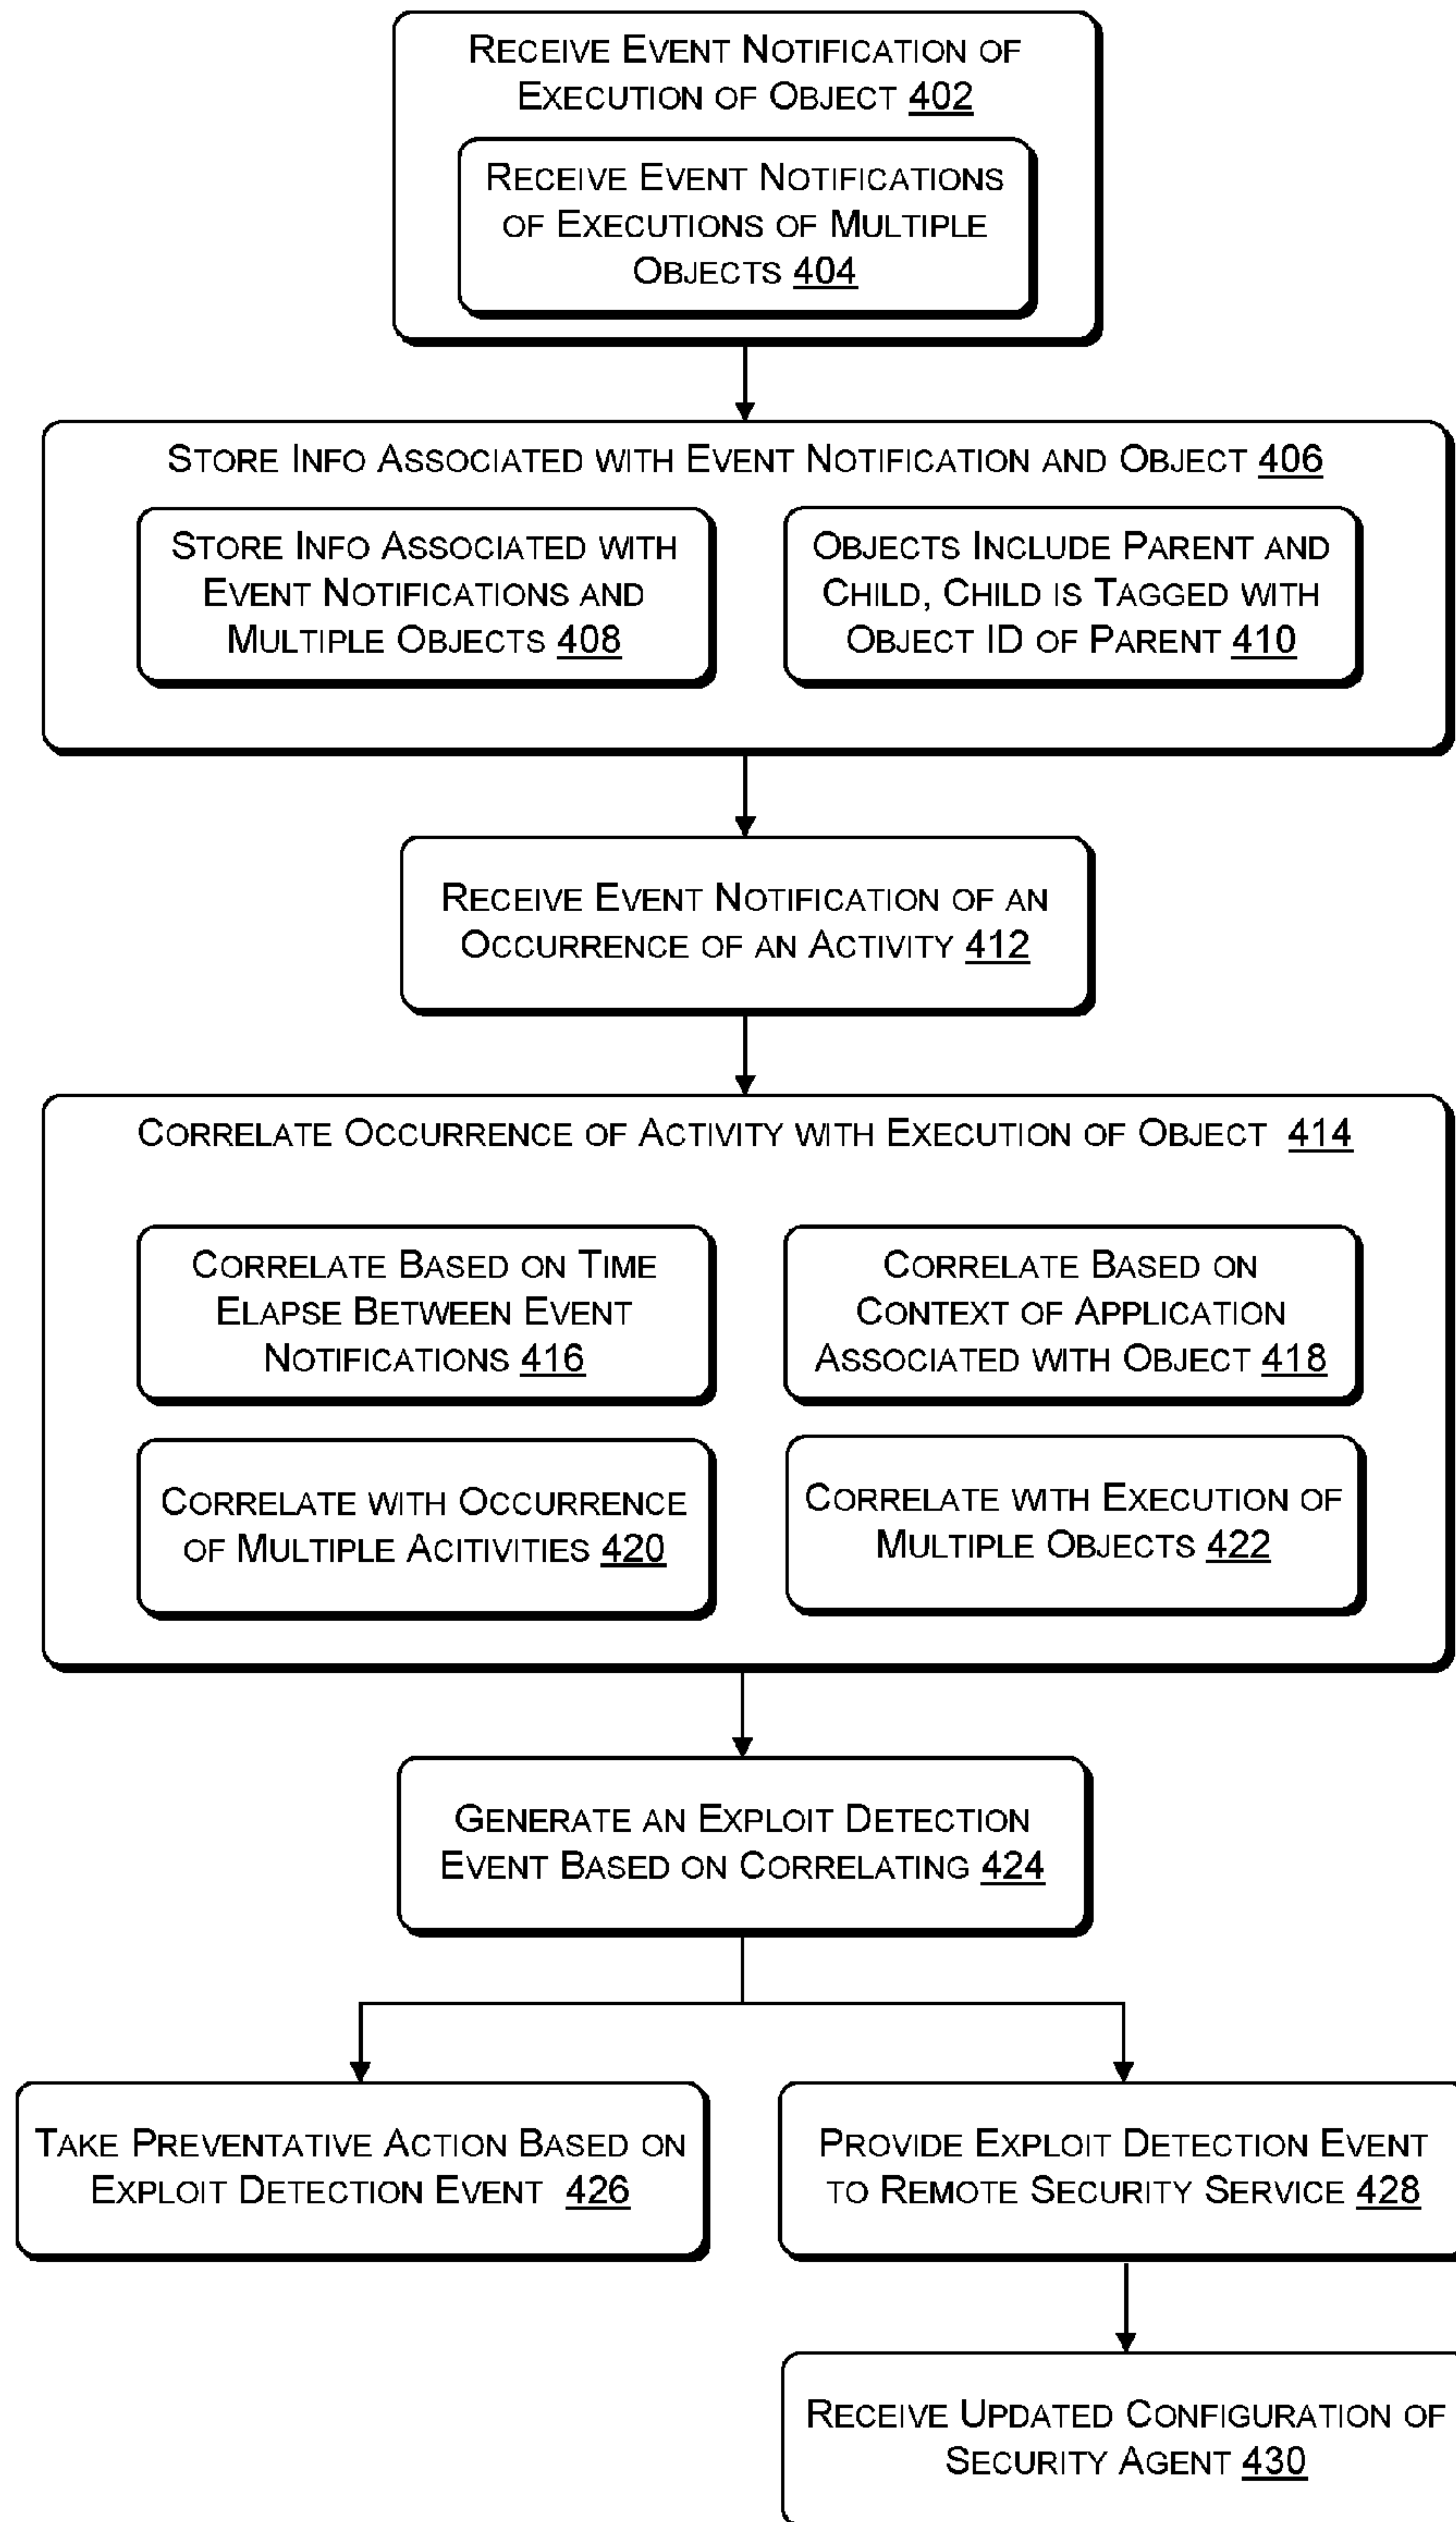 RECEIVE EVENT NOTIFICATION OF
EXECUTION OF OBJECT 402
RECEIVE EVENT NOTIFICATIONS
OF EXECUTIONS OF MULTIPLE
OBJECTS 404
STORE INFO ASSOCIATED WITH EVENT NOTIFICATION AND OBJECT 406
STORE INFO ASSOCIATED WITH
EVENT NOTIFICATIONS AND
MULTIPLE OBJECTS 408
OBJECTS INCLUDE PARENT AND
CHILD, CHILD IS TAGGED WITH
OBJECT ID OF PARENT 410
RECEIVE EVENT NOTIFICATION OF AN
OCCURRENCE OF AN ACTIVITY 412
CORRELATE OCCURRENCE OF ACTIVITY WITH EXECUTION OF OBJECT 414
CORRELATE BASED ON TIME
ELAPSE BETWEEN EVENT
NOTIFICATIONS 416
CORRELATE BASED ON
CONTEXT OF APPLICATION
ASSOCIATED WITH OBJECT 418
CORRELATE WITH OCCURRENCE
OF MULTIPLE ACITIVITIES 420
CORRELATE WITH EXECUTION OF
MULTIPLE OBJECTS 422
GENERATE AN EXPLOIT DETECTION
EVENT BASED ON CORRELATING 424
TAKE PREVENTATIVE ACTION BASED ON
EXPLOIT DETECTION EVENT 426
PROVIDE EXPLOIT DETECTION EVENT
TO REMOTE SECURITY SERVICE 428
RECEIVE UPDATED CONFIGURATION OF
SECURITY AGENT 430